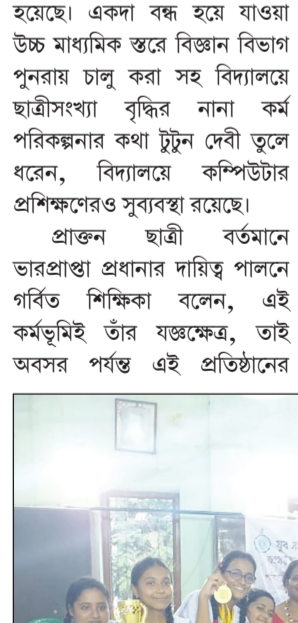 হয়েছে। একদা বন্ধ হয়ে যাওয়া
উচ্চ মাধ্যমিক স্তরে বিজ্ঞান বিভাগ
পুনরায় চালু করা সহ বিদ্যালয়ে
ছাত্রীসংখ্যা বৃদ্ধির নানা কর্ম
পরিকল্পনার কথা টুটুন দেবী তুলে
ধরেন, বিদ্যালয়ে কম্পিউটার
প্রশিক্ষণেরও সুব্যবস্থা রয়েছে।
প্রাক্তন ছাত্রী বর্তমানে
ভারপ্রাপ্তা প্রধানার দায়িত্ব পালনে
গর্বিত শিক্ষিকা বলেন, এই
কর্মভূমিই তাঁর যজ্ঞক্ষেত্র, তাই
অবসর পর্যন্ত এই প্রতিষ্ঠানের
যুব